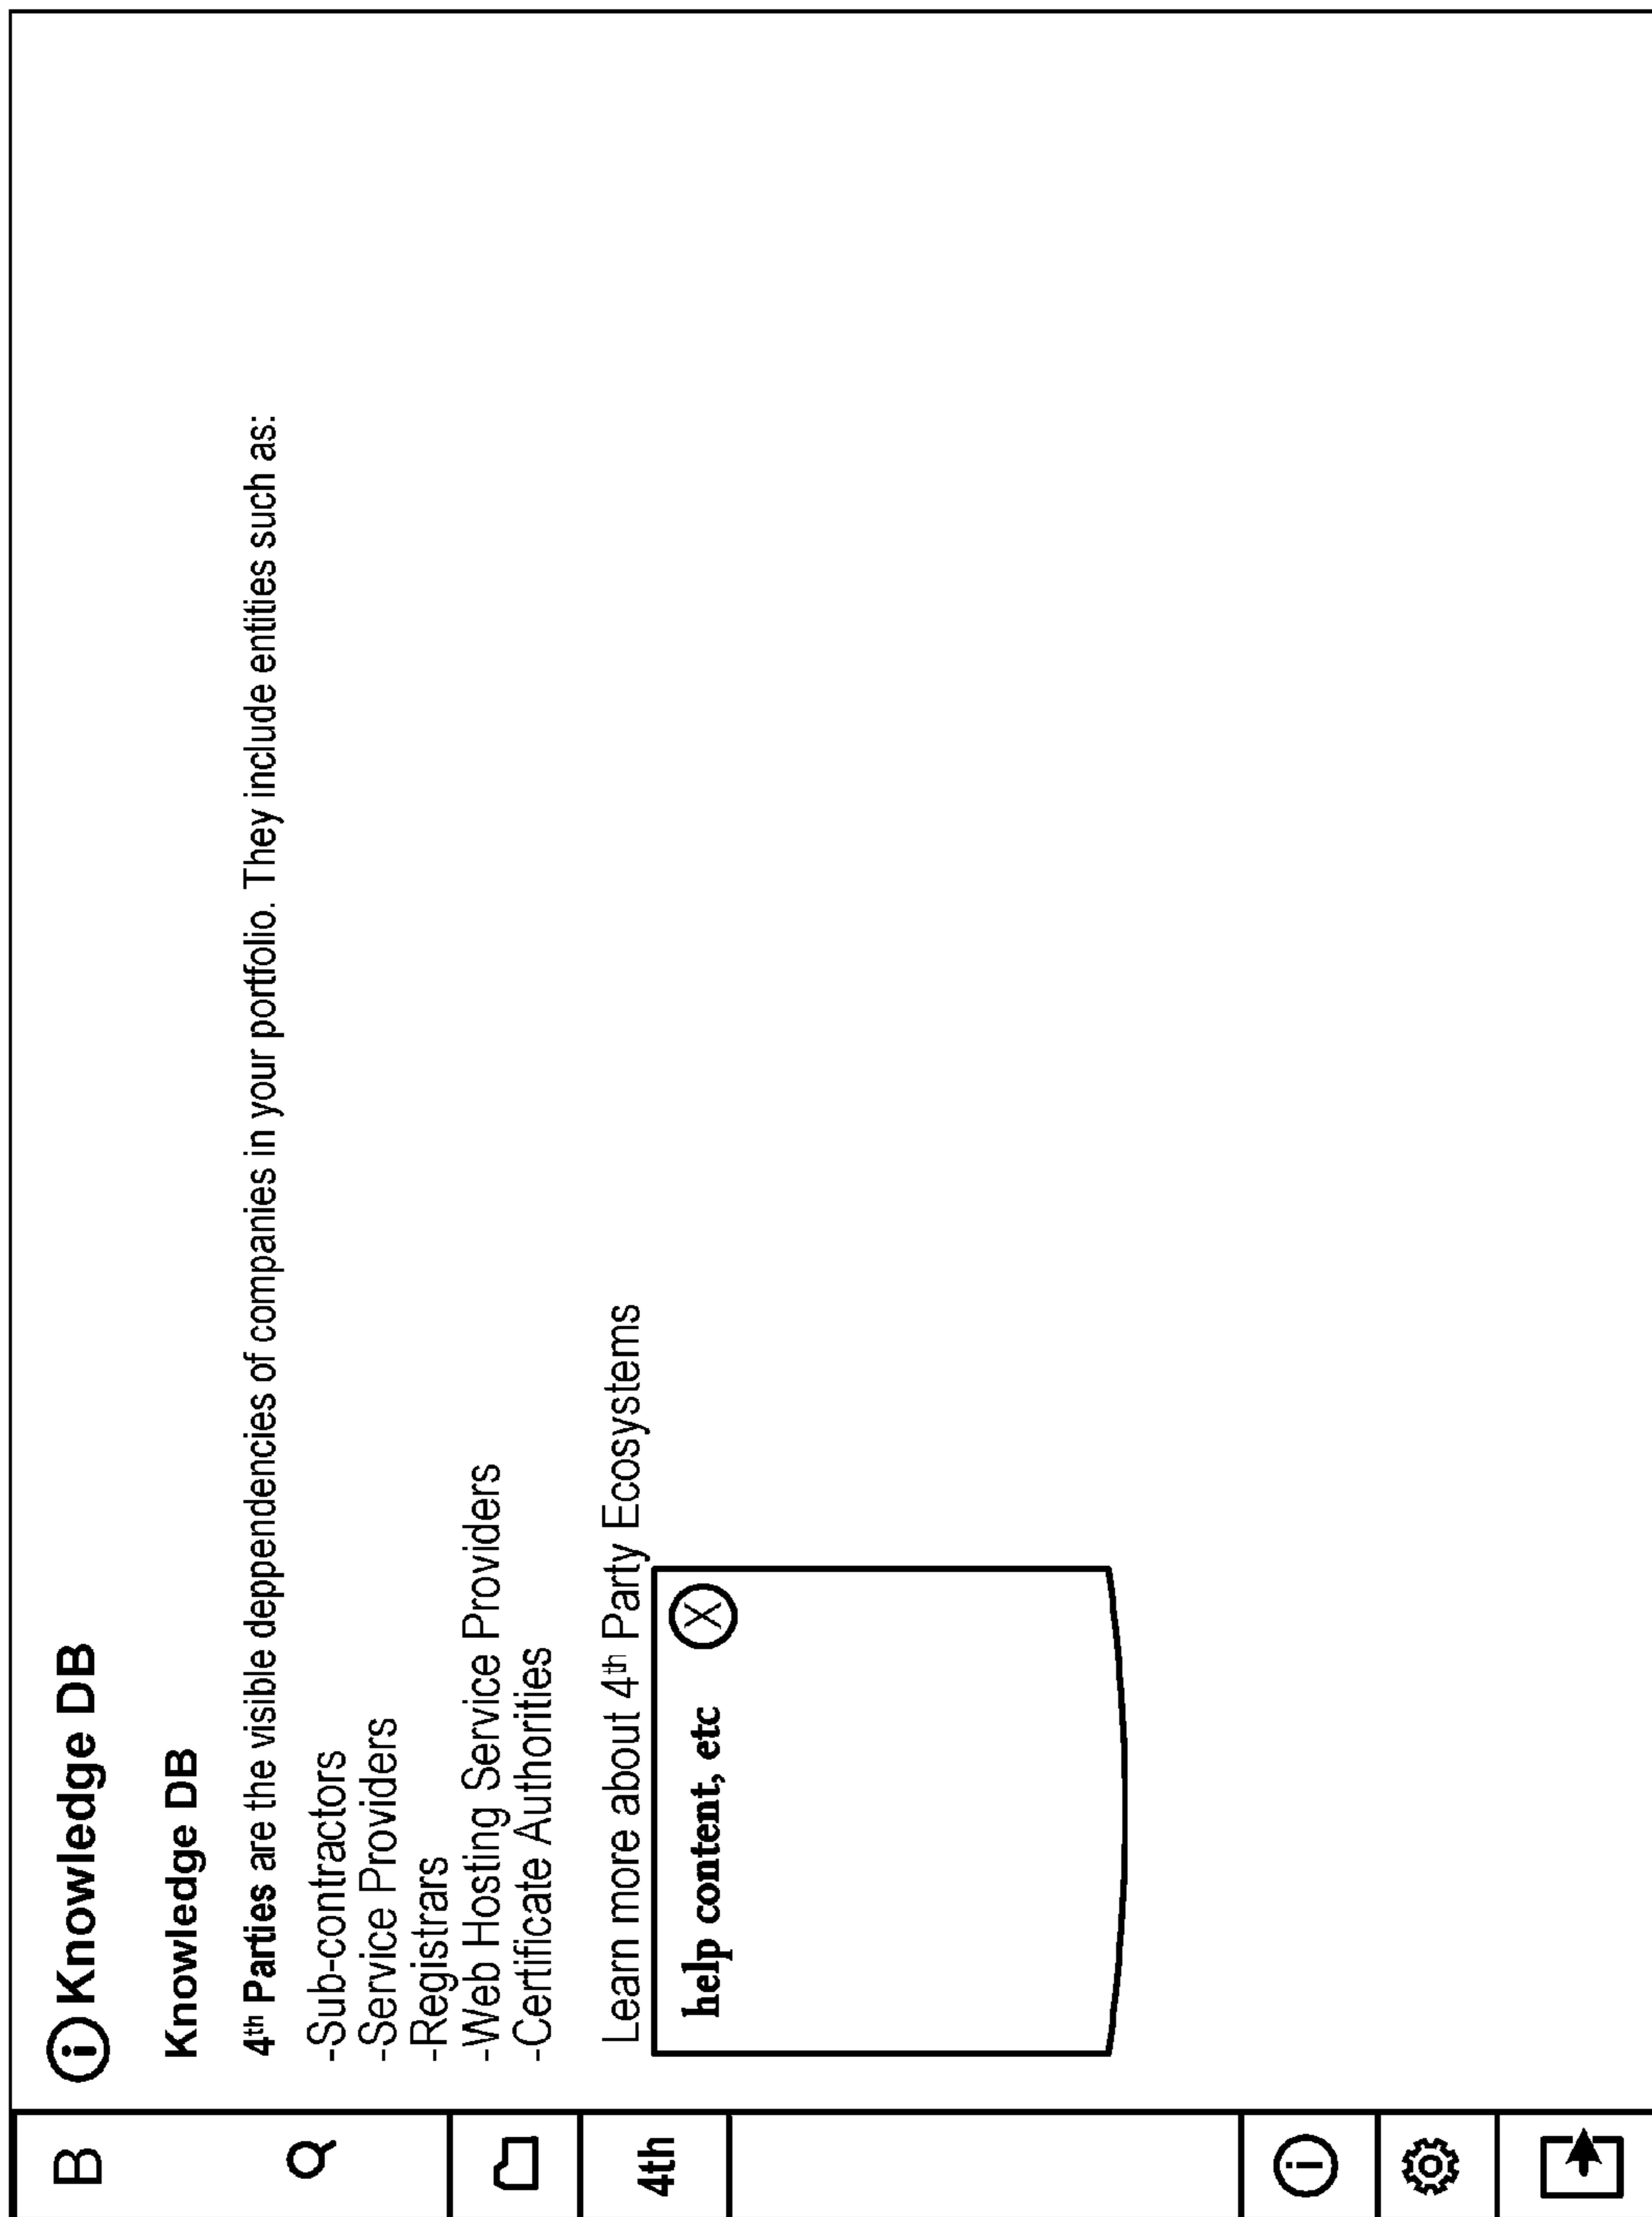 B
ⓘ Knowledge DB
Knowledge DB
4th Parties are the visible deppendencies of companies in your portfolio. They include entities such as:
-Sub-contractors
-Service Providers
-Registrars
-Web Hosting Service Providers
-Certificate Authorities
Learn more about 4th Party Ecosystems
help content, etc X
4th
i